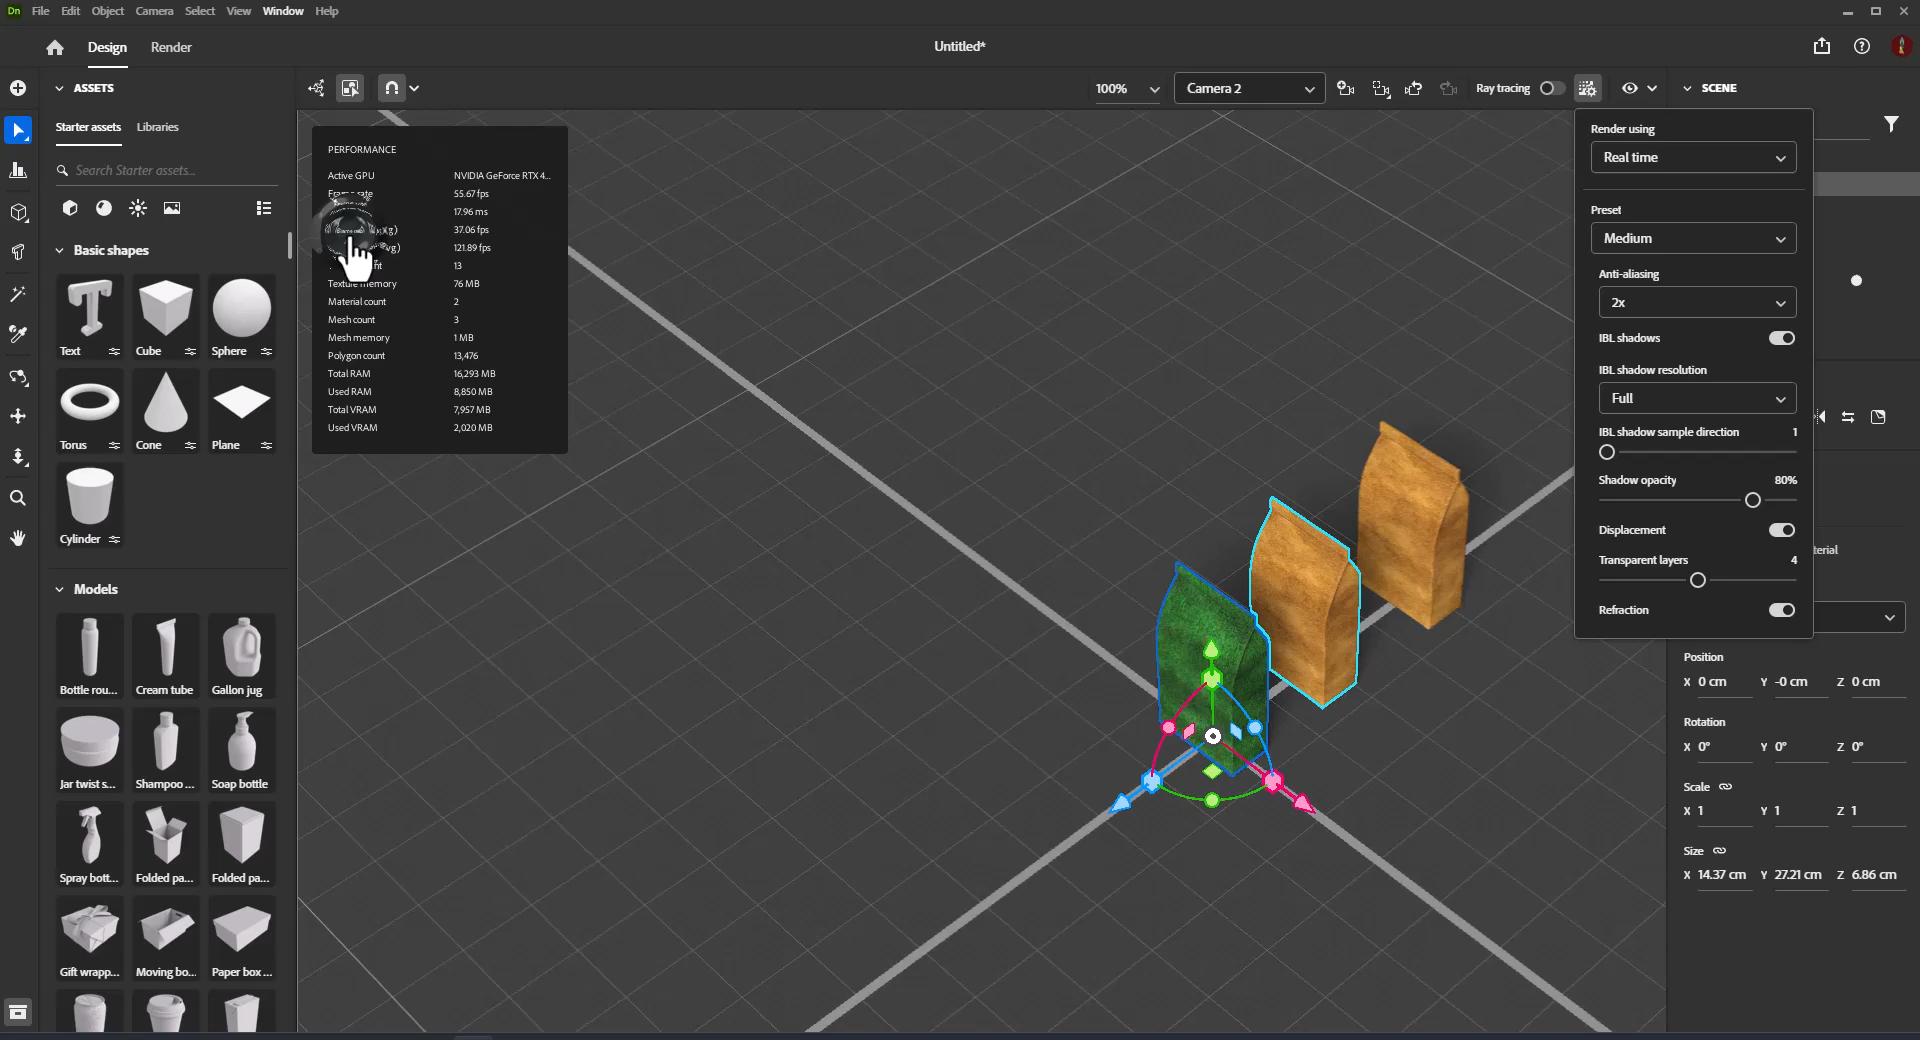 Dn File Edit Object Camera Select View Window Help
Design Render Untitled*
ASSETS
100% Camera 2 Ray tracing SCENE
Starter assets Libraries
Search Starter assets...
Basic shapes
Text Cube Sphere
Torus Cone Plane
Cylinder
Models
Bottle rou... Cream tube Gallon jug
Jar twist s... Shampoo ... Soap bottle
Spray bott... Folded pa... Folded pa...
Gift wrapp... Moving bo... Paper box ...
PERFORMANCE
Active GPU NVIDIA GeForce RTX 4...
Frame rate 55.67 fps
17.96 ms
37.06 fps
121.89 fps
13
Texture memory 76 MB
Material count 2
Mesh count 3
Mesh memory 1 MB
Polygon count 13,476
Total RAM 16,293 MB
Used RAM 8,850 MB
Total VRAM 7,957 MB
Used VRAM 2,020 MB
Render using
Real time
Preset
Medium
Anti-aliasing
2x
IBL shadows
IBL shadow resolution
Full
IBL shadow sample direction 1
Shadow opacity 80%
Displacement
Transparent layers 4
Refraction
terial
Position
X 0 cm Y -0 cm Z 0 cm
Rotation
X 0° Y 0° Z 0°
Scale
X 1 Y 1 Z 1
Size
X 14.37 cm Y 27.21 cm Z 6.86 cm